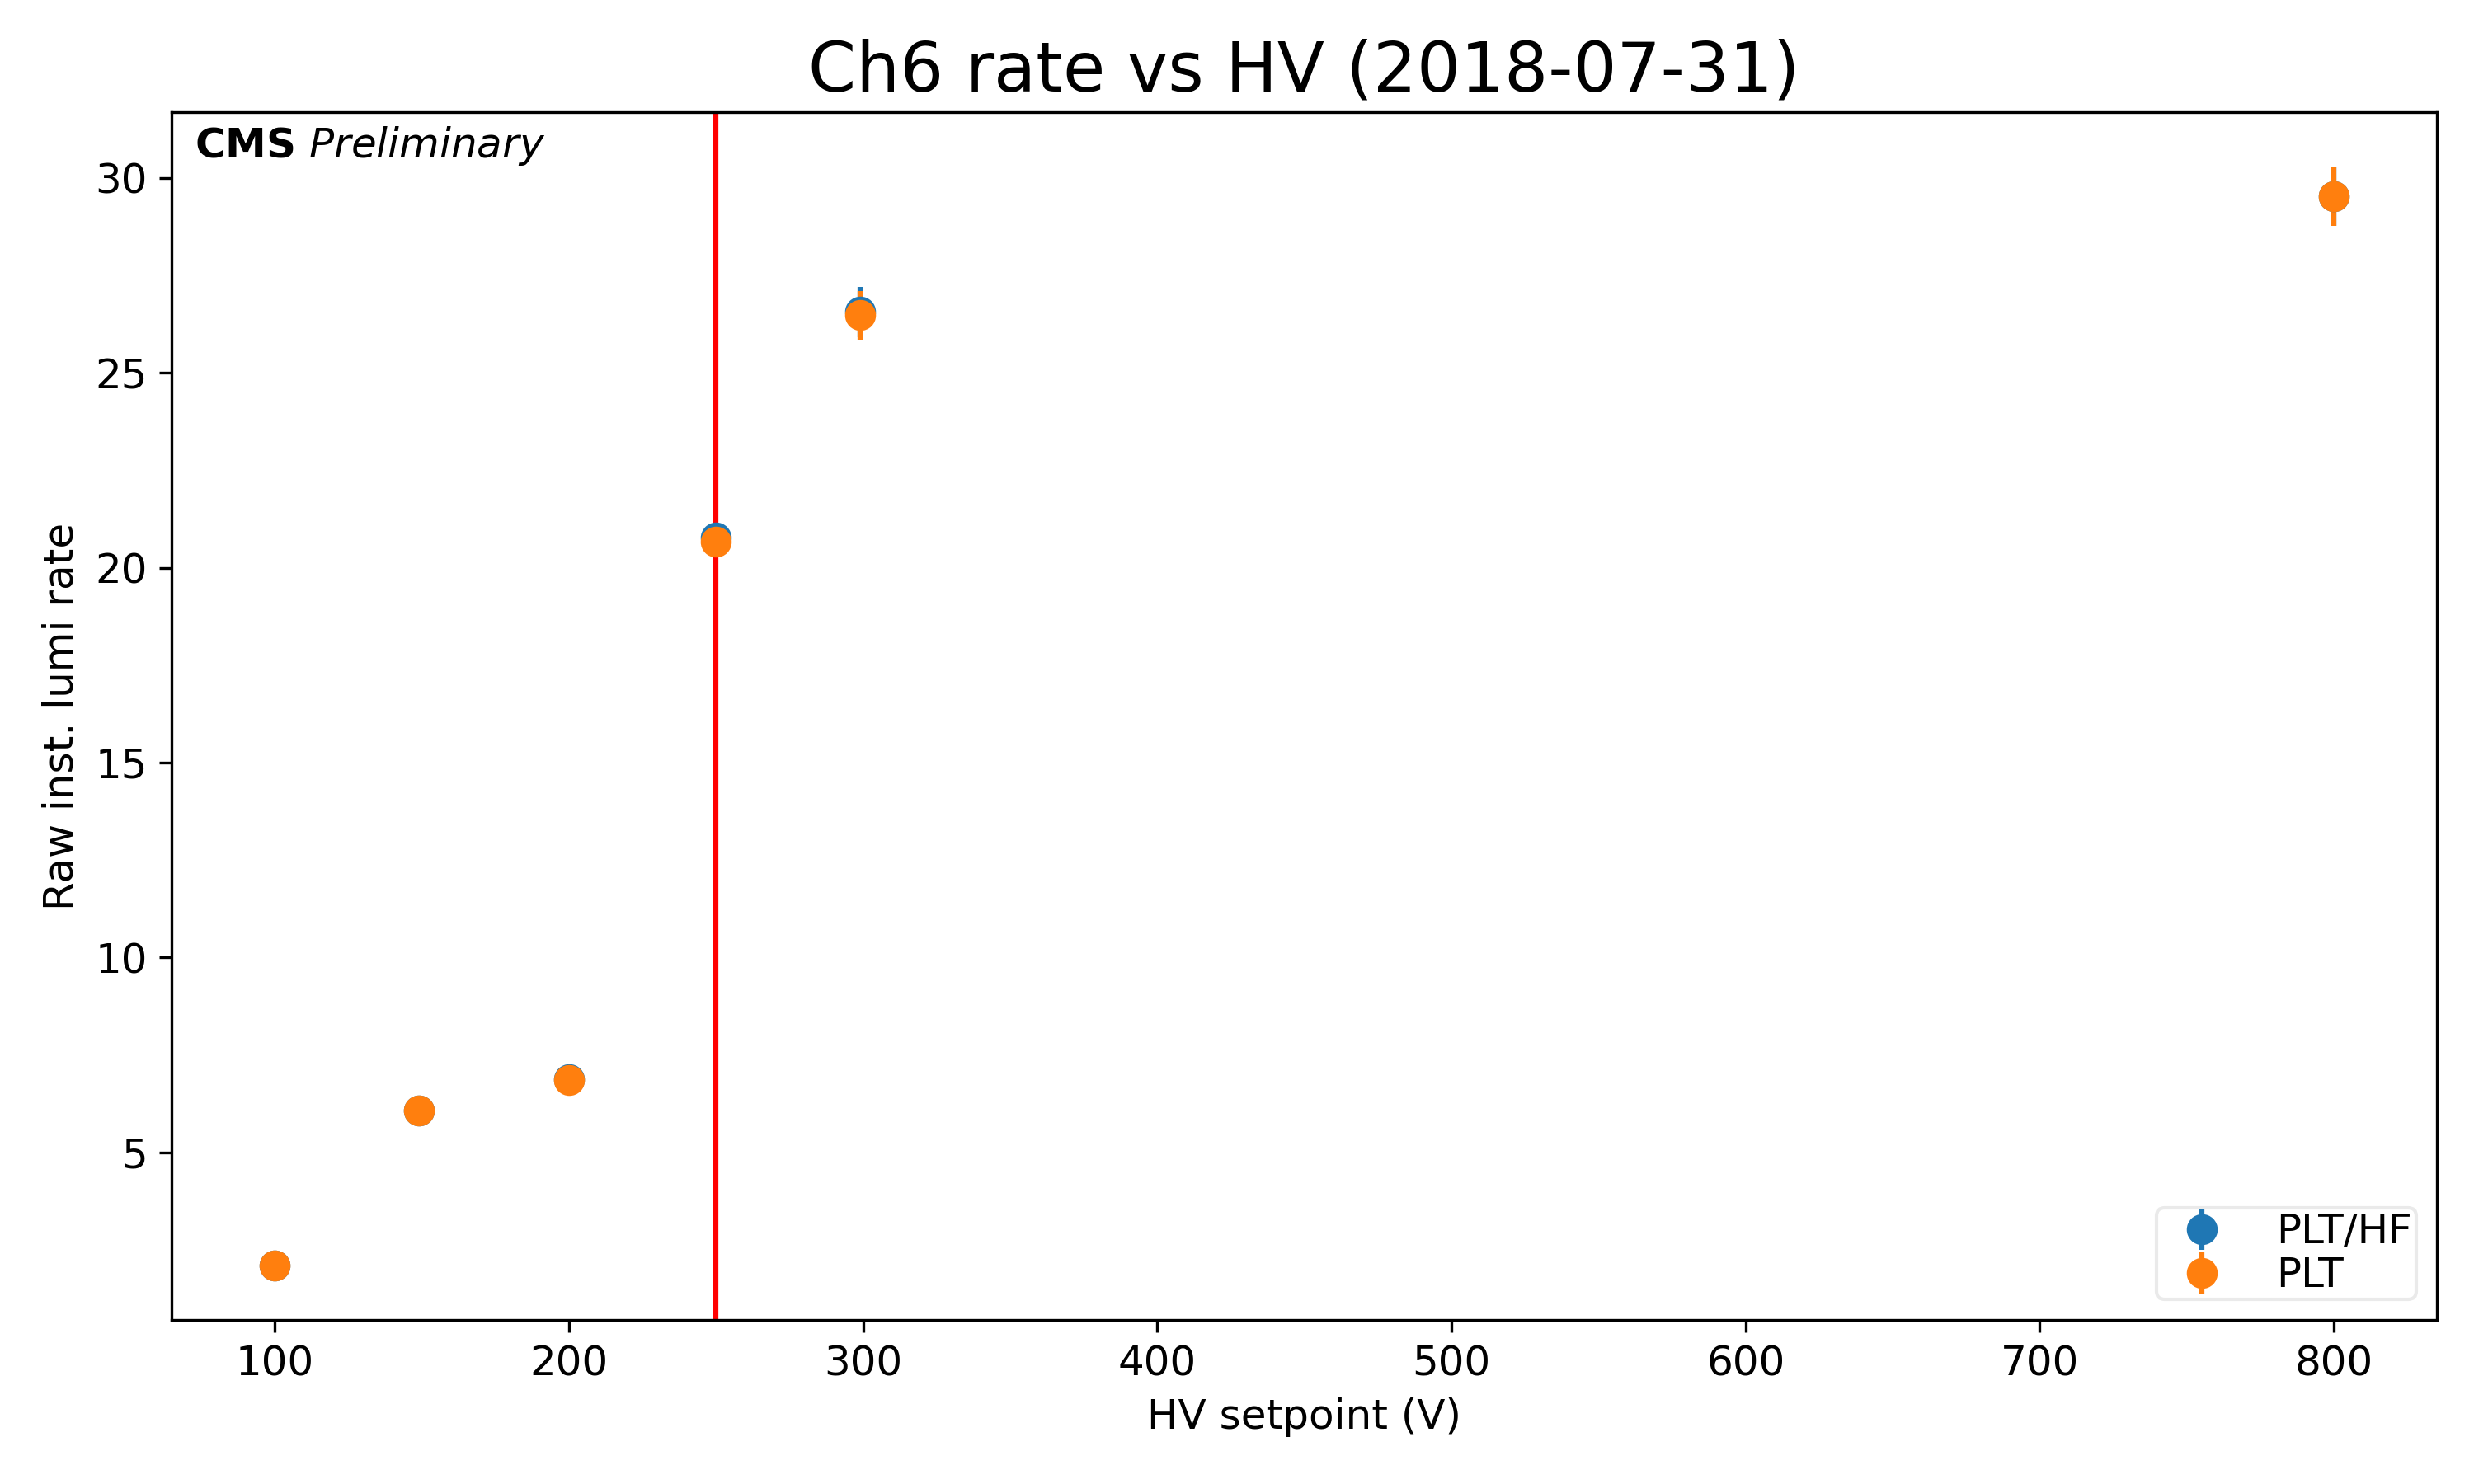 Ch6 rate vs HV (2018-07-31)
CMS Preliminary
30
25
20
15
10
5
Raw inst. lumi rate
PLT/HF
PLT
100 200 300 400 500 600 700 800
HV setpoint (V)